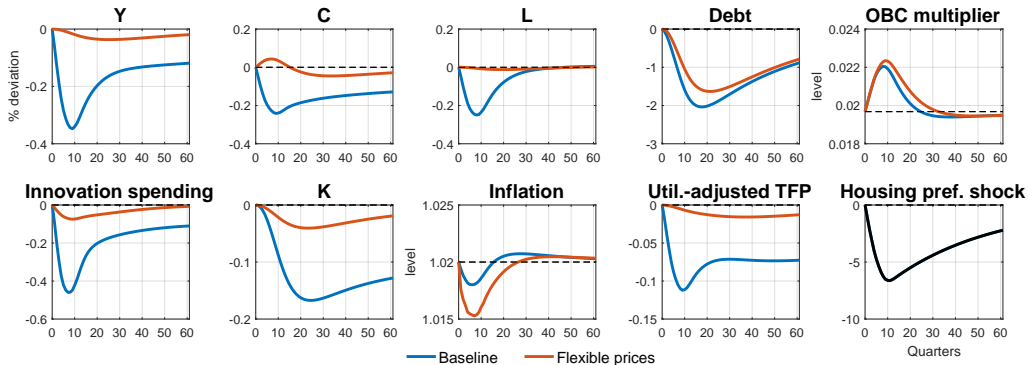 Y C L Debt OBC multiplier
0 0.2 0.2 0 0.024
% deviation level
-0.2 0 0 -1 0.022
-0.2 -0.2 -2 0.02
-0.4 -0.4 -0.4 -3 0.018
0 10 20 30 40 50 60 0 10 20 30 40 50 60 0 10 20 30 40 50 60 0 10 20 30 40 50 60 0 10 20 30 40 50 60
Innovation spending K Inflation Util.-adjusted TFP Housing pref. shock
0 0 1.025 0 0
level
-0.2 -0.05
-0.1 1.02 -5
-0.4 -0.1
-0.6 -0.2 1.015 -0.15 -10
0 10 20 30 40 50 60 0 10 20 30 40 50 60 0 10 20 30 40 50 60 0 10 20 30 40 50 60 0 10 20 30 40 50 60
Baseline Flexible prices Quarters